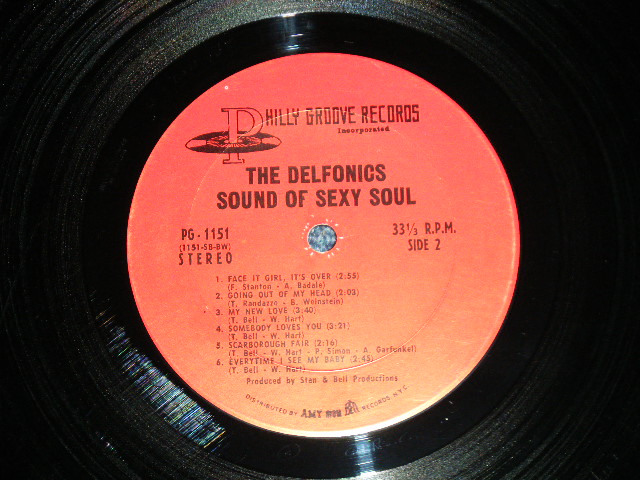 PHILLY GROOVE RECORDS
Incorporated
THE DELFONICS
SOUND OF SEXY SOUL
PG - 1151
(1151-SB-BW)
STEREO
33⅓ R.P.M.
SIDE 2
1. FACE IT GIRL, IT'S OVER (2:55)
(F. Stanton - A. Badale)
2. GOING OUT OF MY HEAD (2:03)
(T. Randazzo - B. Weinstein)
3. MY NEW LOVE (3:40)
(T. Bell - W. Hart)
4. SOMEBODY LOVES YOU (3:21)
(T. Bell - W. Hart)
5. SCARBOROUGH FAIR (2:16)
(T. Bell - W. Hart - P. Simon - A. Garfunkel)
6. EVERYTIME I SEE MY BABY (2:45)
(T. Bell - W. Hart)
Produced by Stan & Bell Productions
DISTRIBUTED BY AMY RECORDS, N.Y.C.